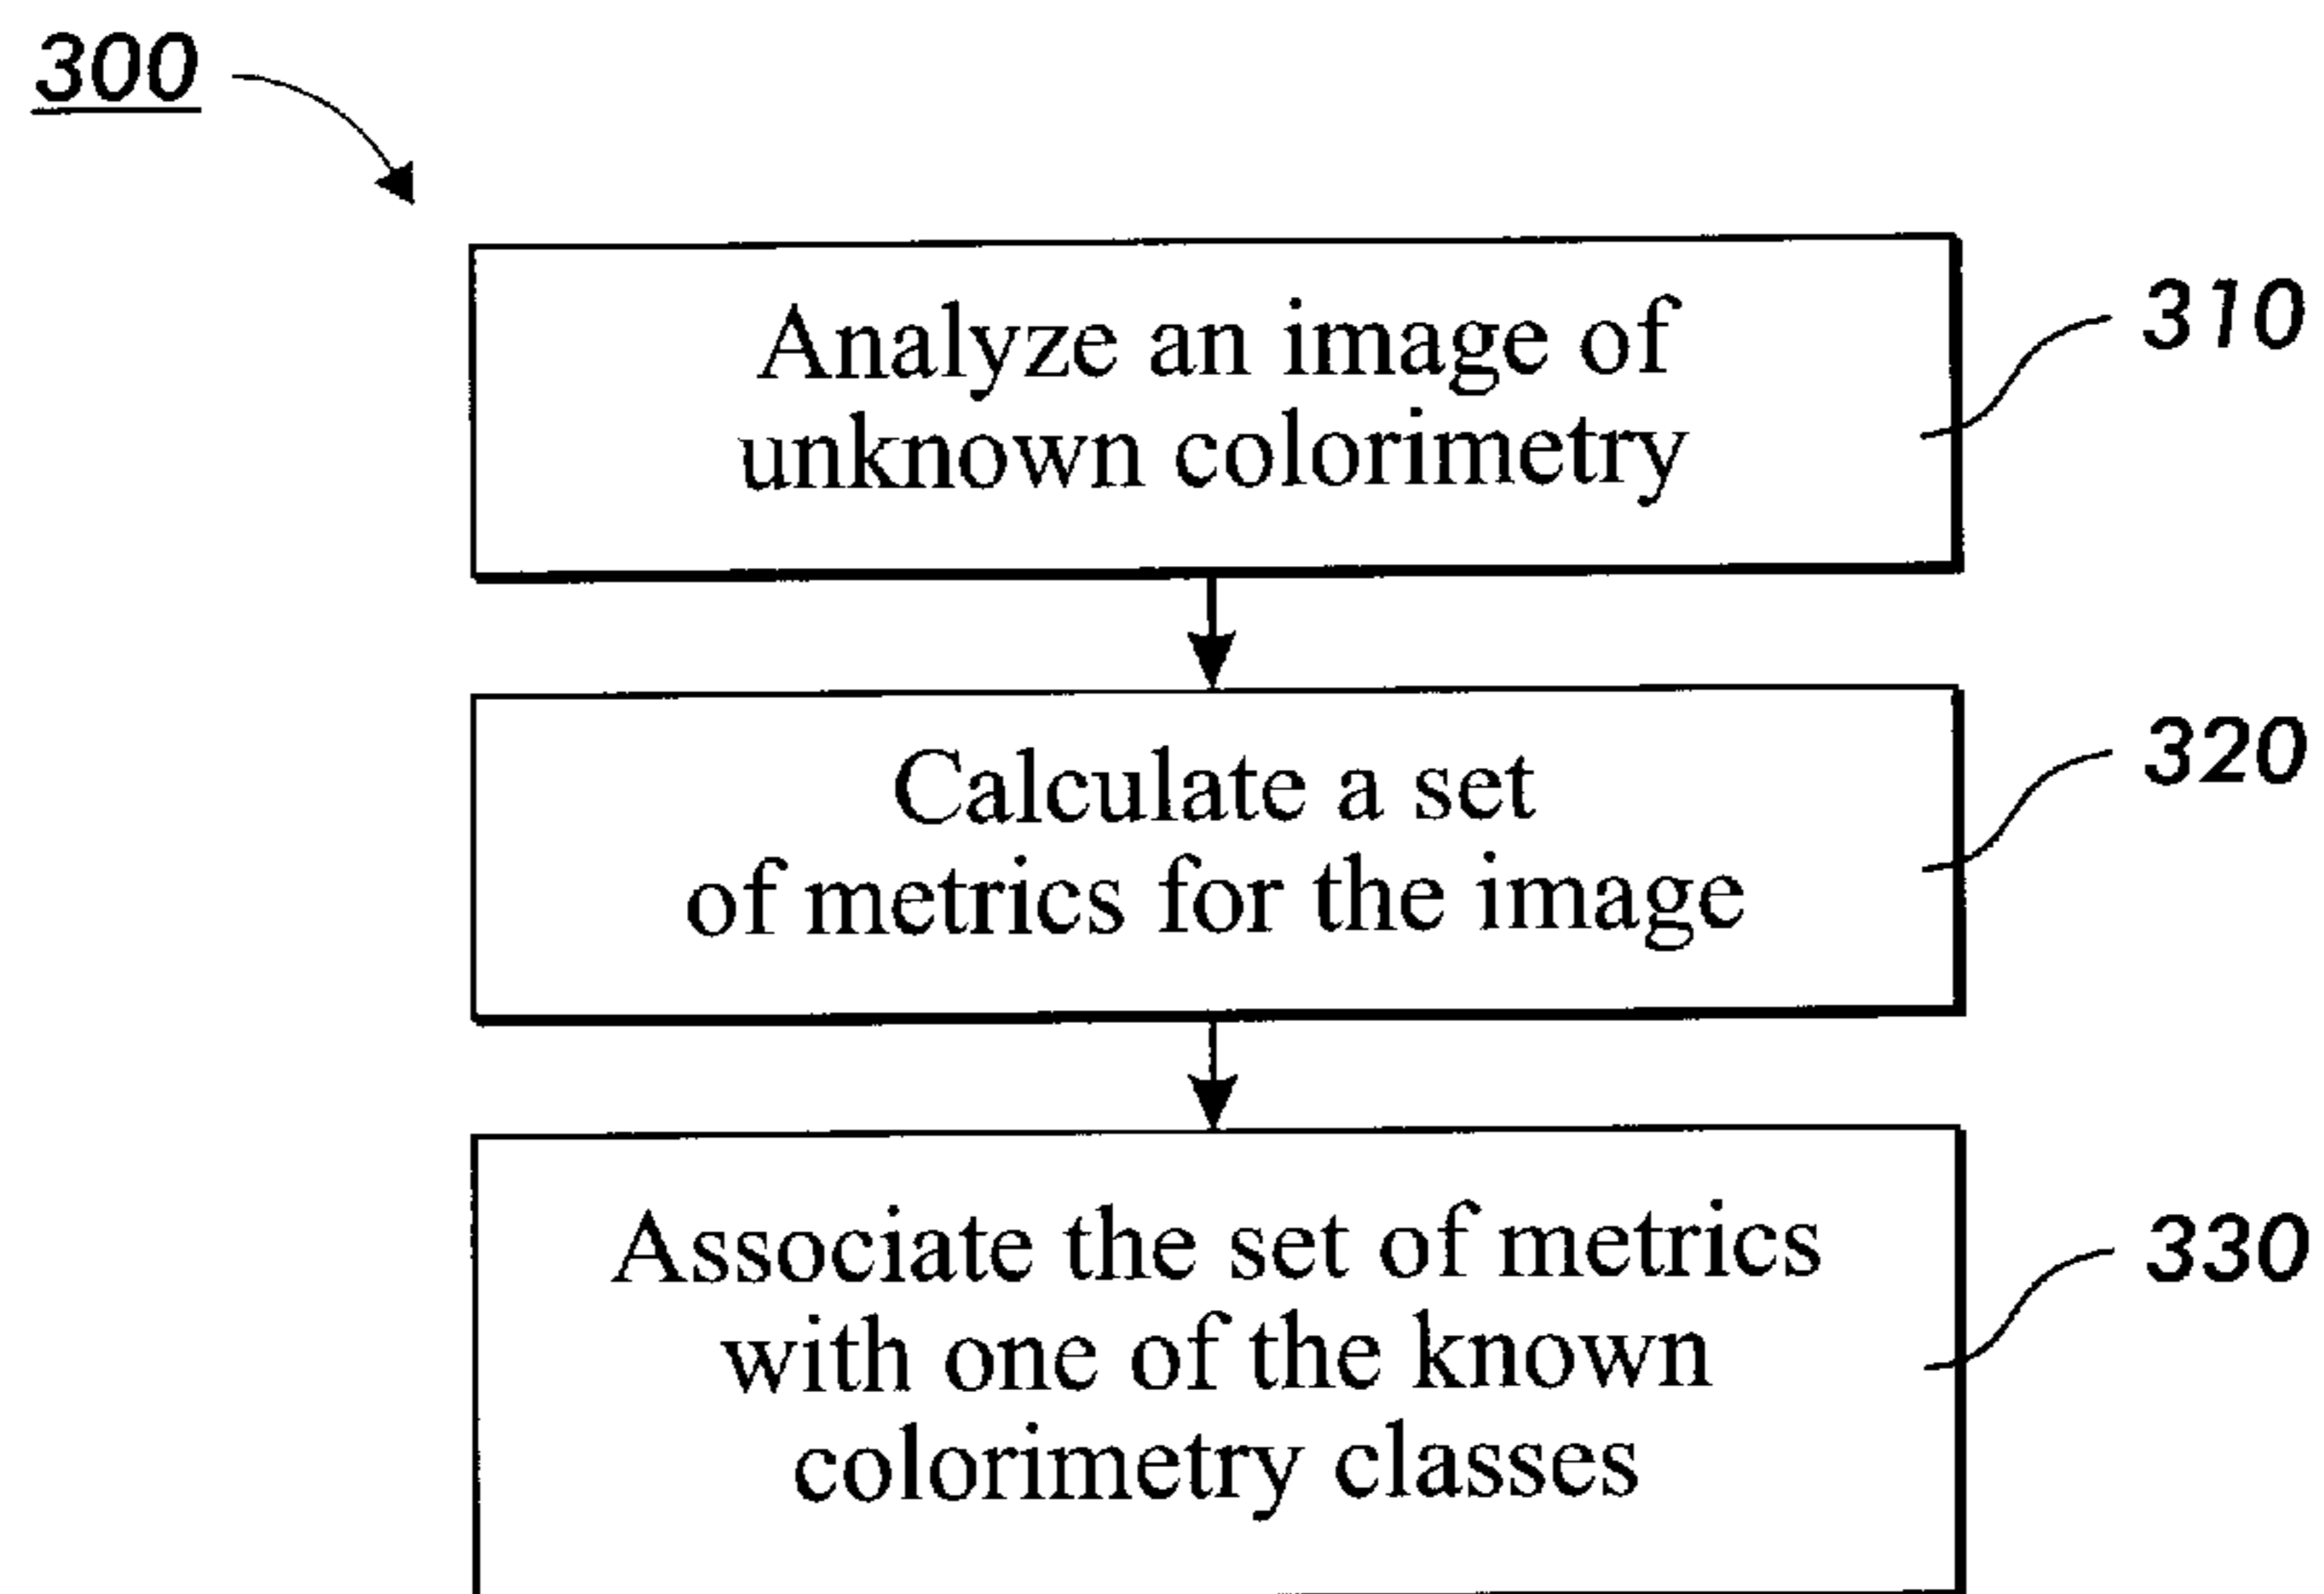 300
Analyze an image of
unknown colorimetry
310
Calculate a set
of metrics for the image
320
Associate the set of metrics
with one of the known
colorimetry classes
330